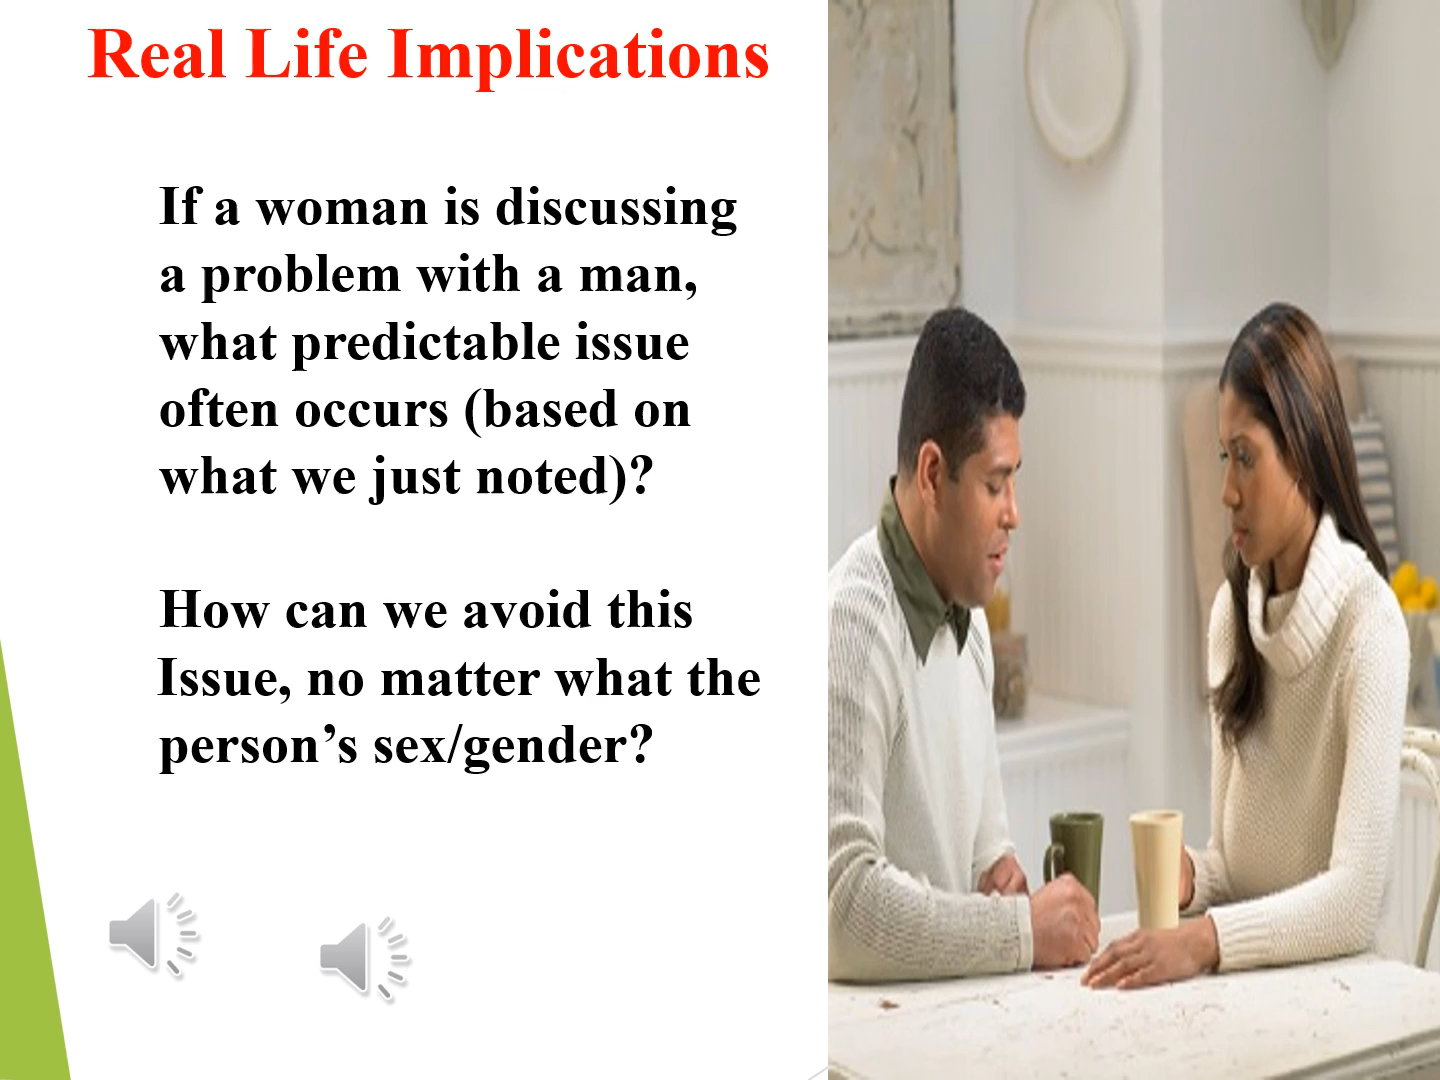 Real Life Implications
If a woman is discussing
a problem with a man,
what predictable issue
often occurs (based on
what we just noted)?
How can we avoid this
Issue, no matter what the
person’s sex/gender?